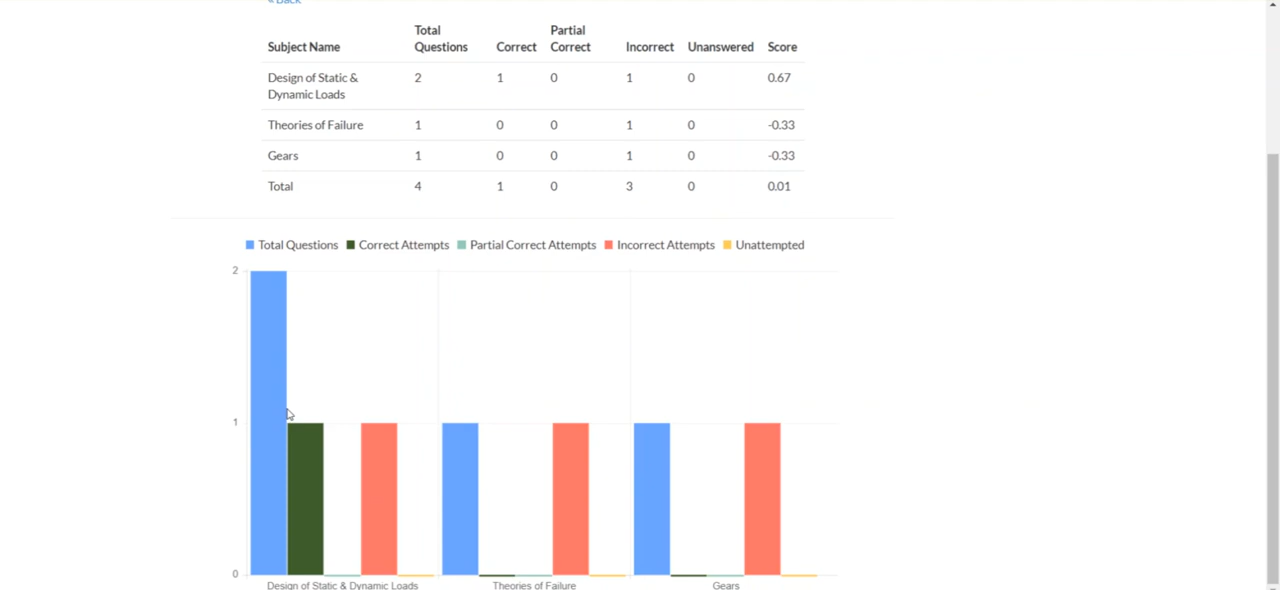 « Back
Total
Questions
Partial
Correct
Subject Name Correct Incorrect Unanswered Score
Design of Static &
Dynamic Loads
2 1 0 1 0 0.67
Theories of Failure 1 0 0 1 0 -0.33
Gears 1 0 0 1 0 -0.33
Total 4 1 0 3 0 0.01
Total Questions Correct Attempts Partial Correct Attempts Incorrect Attempts Unattempted
2
1
0
Design of Static & Dynamic Loads Theories of Failure Gears